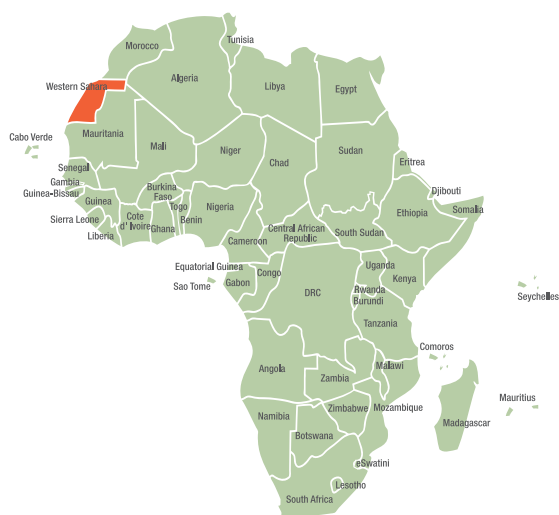 Tunisia
Morocco
Algeria
Libya
Egypt
Western Sahara
Mauritania
Cabo Verde
Mali
Niger
Chad
Sudan
Eritrea
Senegal
Gambia
Guinea-Bissau
Guinea
Burkina
Faso
Djibouti
Sierra Leone
Cote
d' Ivoire
Ghana
Togo
Benin
Nigeria
Ethiopia
Somalia
Liberia
Central African
Republic
South Sudan
Cameroon
Equatorial Guinea
Sao Tome
Gabon
Congo
DRC
Uganda
Kenya
Rwanda
Burundi
Seychelles
Tanzania
Comoros
Angola
Zambia
Malawi
Mauritius
Mozambique
Zimbabwe
Namibia
Botswana
Madagascar
eSwatini
Lesotho
South Africa